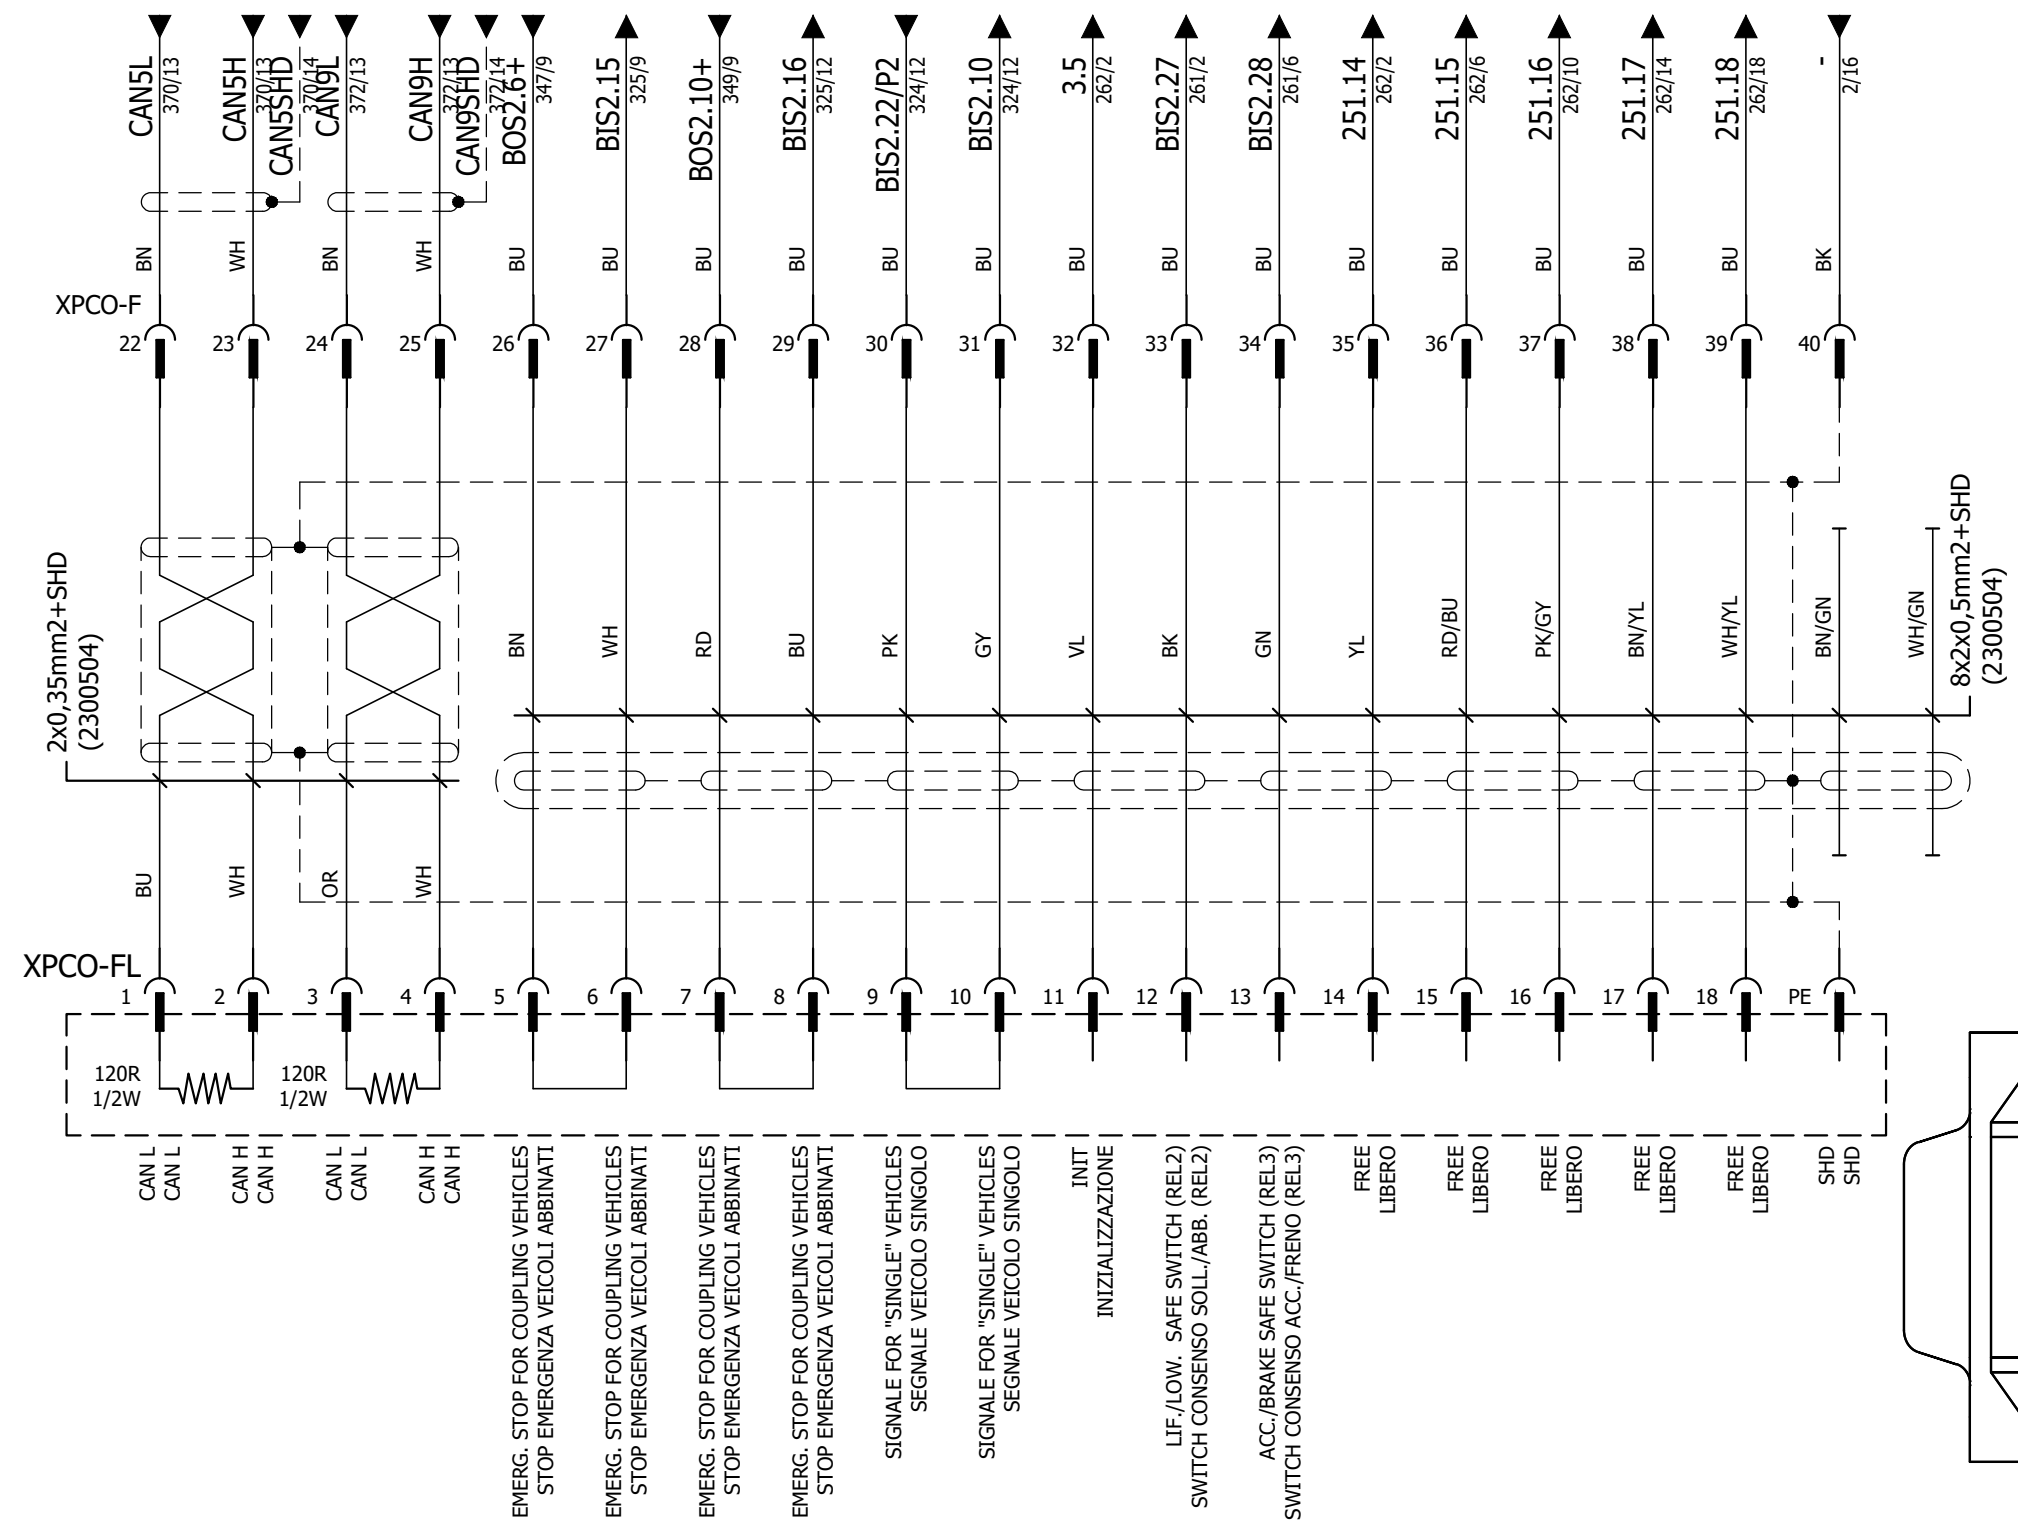 CAN5L
370/13
CAN5H
370/13
CAN5SHD
370/14
CAN9L
372/13
CAN9H
372/13
CAN9SHD
372/14
BOS2.6+
347/9
BIS2.15
325/9
BOS2.10+
349/9
BIS2.16
325/12
BIS2.22/P2
324/12
BIS2.10
324/12
3.5
262/2
BIS2.27
261/2
BIS2.28
261/6
251.14
262/2
251.15
262/6
251.16
262/10
251.17
262/14
251.18
262/18
-
2/16
BN
WH
BN
WH
BU
BU
BU
BU
BU
BU
BU
BU
BU
BU
BU
BU
BU
BU
BK
XPCO-F
22
23
24
25
26
27
28
29
30
31
32
33
34
35
36
37
38
39
40
2x0,35mm2+SHD
(2300504)
BN
WH
RD
BU
PK
GY
VL
BK
GN
YL
RD/BU
PK/GY
BN/YL
WH/YL
BN/GN
WH/GN
8x2x0,5mm2+SHD
(2300504)
BU
WH
OR
WH
XPCO-FL
1
2
3
4
5
6
7
8
9
10
11
12
13
14
15
16
17
18
PE
120R
1/2W
120R
1/2W
CAN L
CAN L
CAN H
CAN H
CAN L
CAN L
CAN H
CAN H
EMERG. STOP FOR COUPLING VEHICLES
STOP EMERGENZA VEICOLI ABBINATI
EMERG. STOP FOR COUPLING VEHICLES
STOP EMERGENZA VEICOLI ABBINATI
EMERG. STOP FOR COUPLING VEHICLES
STOP EMERGENZA VEICOLI ABBINATI
EMERG. STOP FOR COUPLING VEHICLES
STOP EMERGENZA VEICOLI ABBINATI
SIGNALE FOR "SINGLE" VEHICLES
SEGNALE VEICOLO SINGOLO
SIGNALE FOR "SINGLE" VEHICLES
SEGNALE VEICOLO SINGOLO
INIT
INIZIALIZZAZIONE
LIF./LOW. SAFE SWITCH (REL2)
SWITCH CONSENSO SOLL./ABB. (REL2)
ACC./BRAKE SAFE SWITCH (REL3)
SWITCH CONSENSO ACC./FRENO (REL3)
FREE
LIBERO
FREE
LIBERO
FREE
LIBERO
FREE
LIBERO
FREE
LIBERO
SHD
SHD